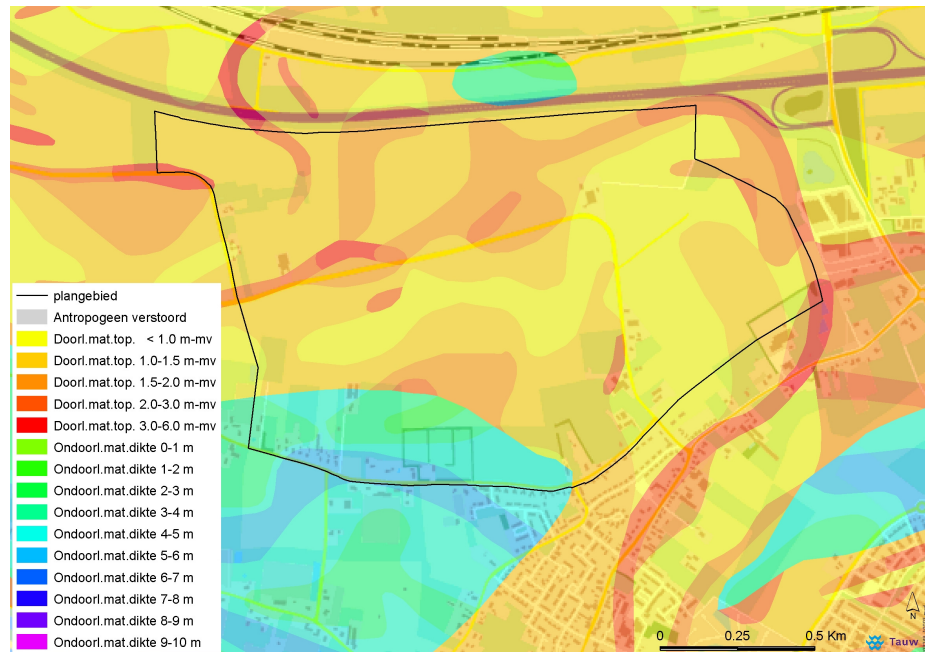 plangebied
Antropogeen verstoord
Doorl.mat.top. < 1.0 m-mv
Doorl.mat.top. 1.0-1.5 m-mv
Doorl.mat.top. 1.5-2.0 m-mv
Doorl.mat.top. 2.0-3.0 m-mv
Doorl.mat.top. 3.0-6.0 m-mv
Ondoorl.mat.dikte 0-1 m
Ondoorl.mat.dikte 1-2 m
Ondoorl.mat.dikte 2-3 m
Ondoorl.mat.dikte 3-4 m
Ondoorl.mat.dikte 4-5 m
Ondoorl.mat.dikte 5-6 m
Ondoorl.mat.dikte 6-7 m
Ondoorl.mat.dikte 7-8 m
Ondoorl.mat.dikte 8-9 m
Ondoorl.mat.dikte 9-10 m
N
0 0.25 0.5 Km
Tauw